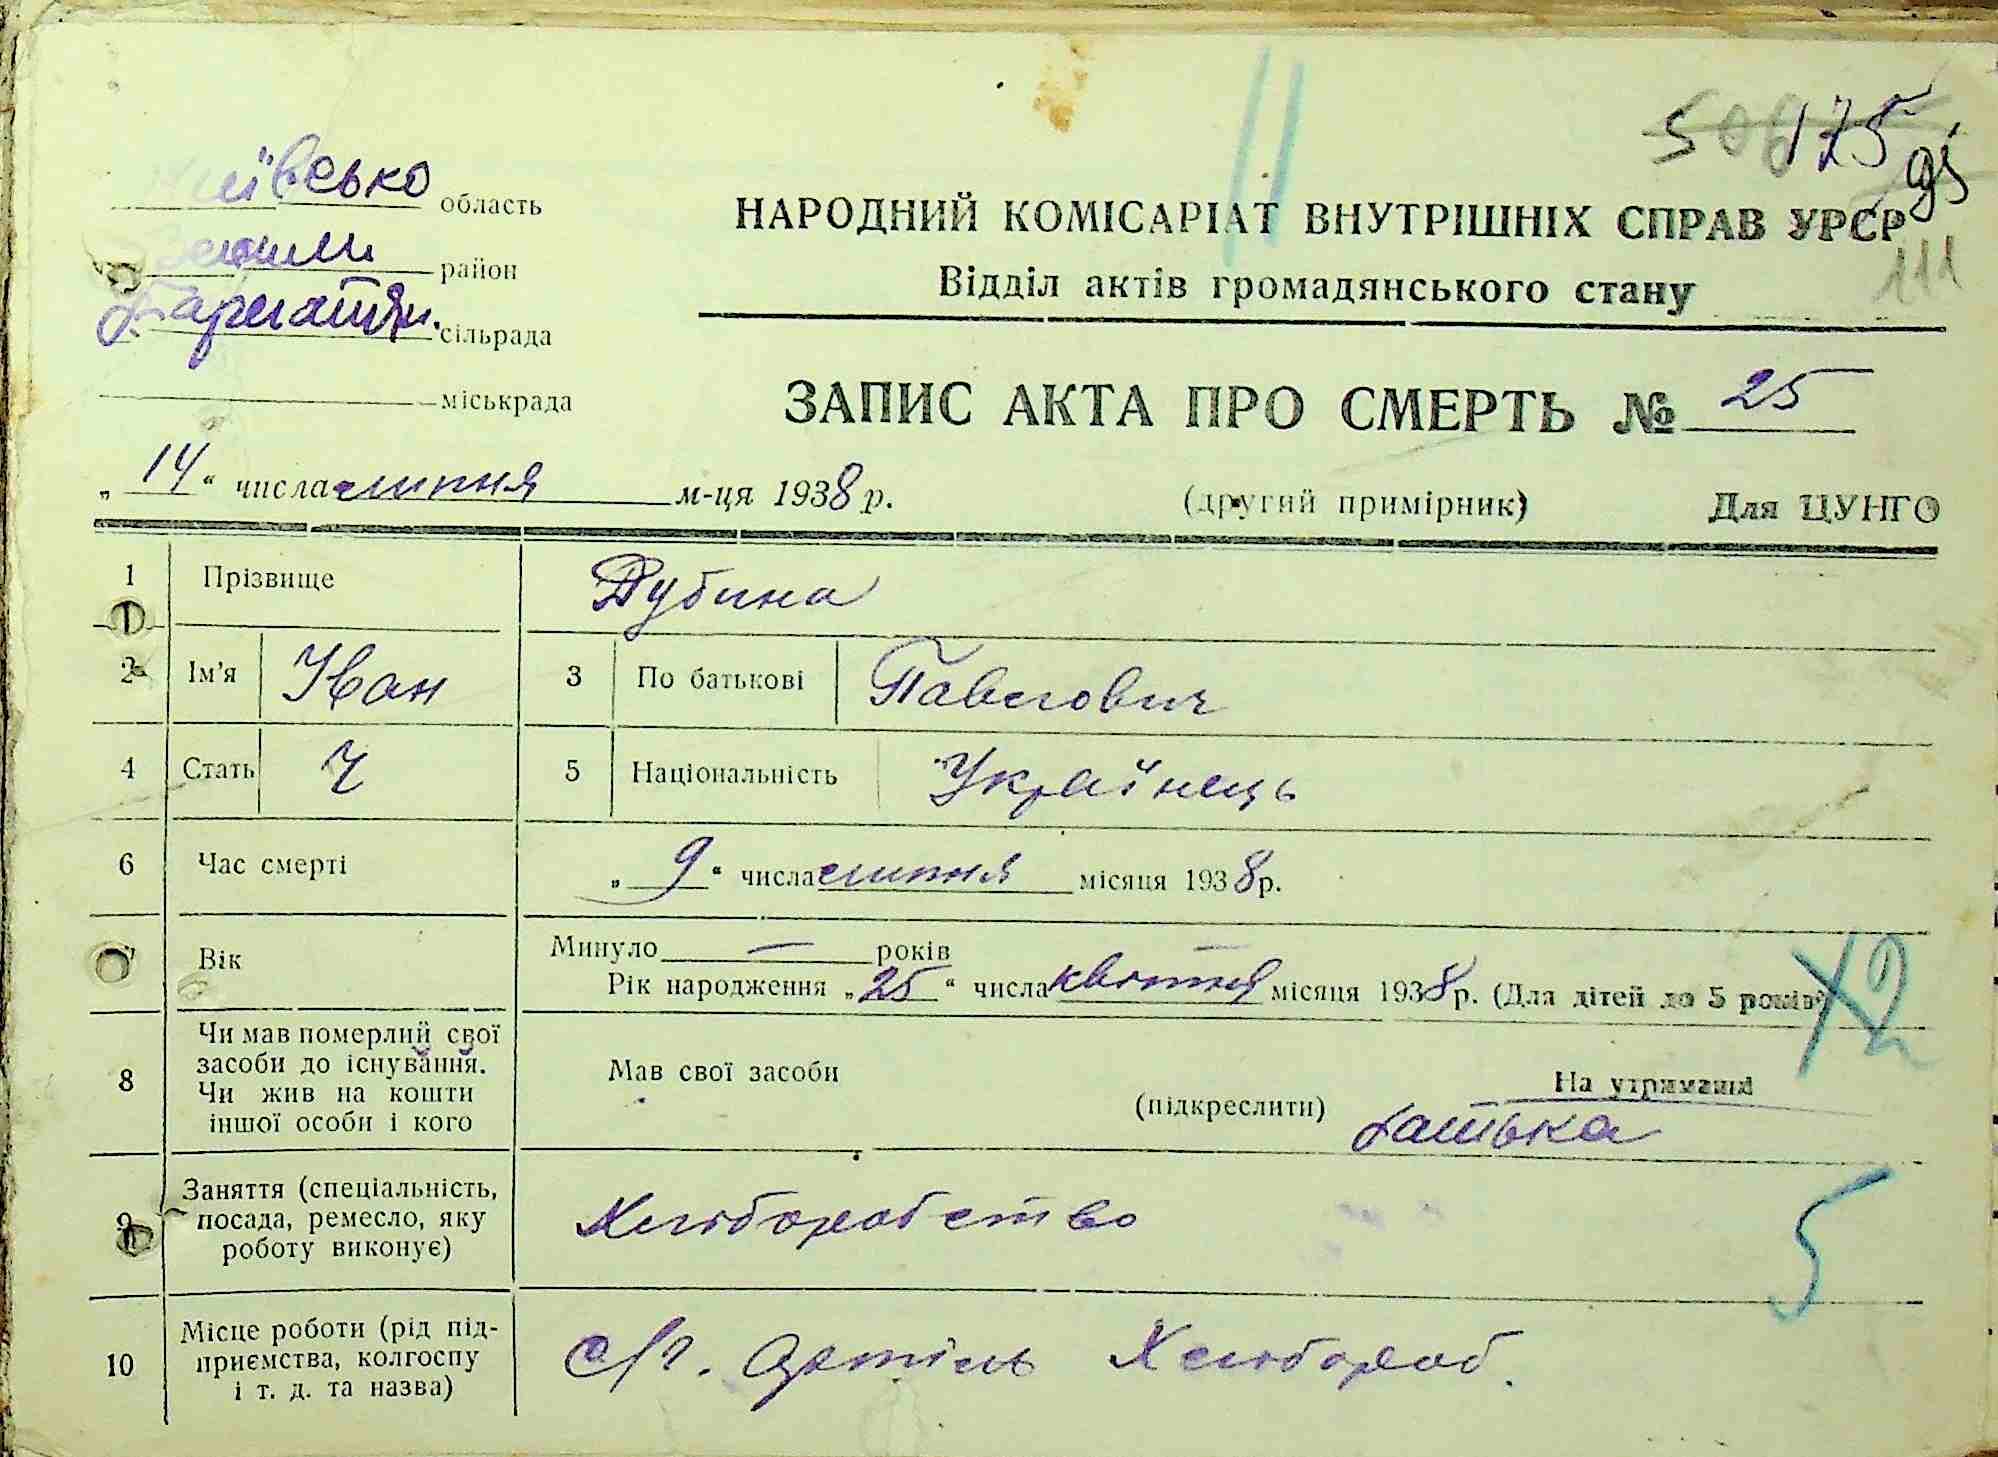 175
95
111
область
район
сільрада
міськрада
НАРОДНИЙ КОМІСАРІАТ ВНУТРІШНІХ СПРАВ УРСР
Відділ актів громадянського стану
ЗАПИС АКТА ПРО СМЕРТЬ № 25
„ 14 “ числа липня м-ця 1938 р.
(другий примірник) Для ЦУНГО
1 Прізвище Дубина
2 Ім'я Іван 3 По батькові Павлович
4 Стать Ч 5 Національність Українець
6 Час смерті „ 9 “ числа липня місяця 1938 р.
7 Вік Минуло — років
Рік народження „ 25 “ числа квітня місяця 1938 р. (Для дітей до 5 років)
Х2
8 Чи мав померлий свої засоби до існування. Чи жив на кошти іншої особи і кого
Мав свої засоби (підкреслити) На утриманні
батька
9 Заняття (спеціальність, посада, ремесло, яку роботу виконує)
Хліборобство
5
10 Місце роботи (рід підприємства, колгоспу і т. д. та назва)
с/г. артіль Хлібороб.